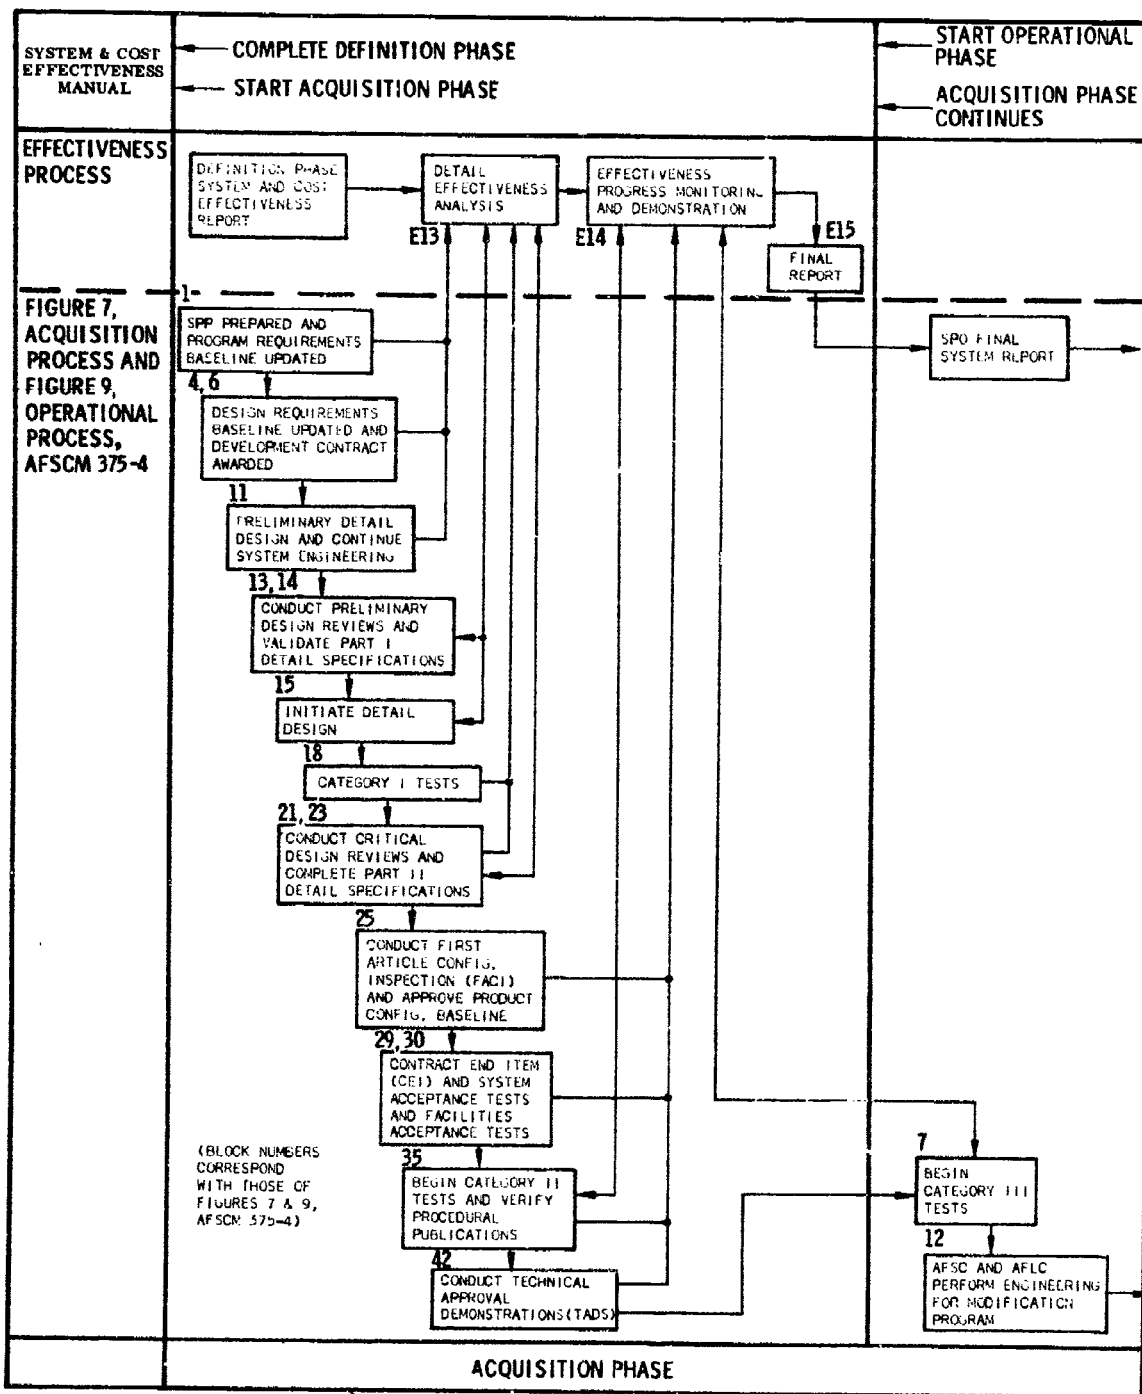 SYSTEM & COST
EFFECTIVENESS
MANUAL
COMPLETE DEFINITION PHASE
START ACQUISITION PHASE
START OPERATIONAL
PHASE
ACQUISITION PHASE
CONTINUES
EFFECTIVENESS
PROCESS
DEFINITION PHASE
SYSTEM AND COST
EFFECTIVENESS
REPORT
DETAIL
EFFECTIVENESS
ANALYSIS
E13
EFFECTIVENESS
PROGRESS MONITORING
AND DEMONSTRATION
E14
E15
FINAL
REPORT
FIGURE 7,
ACQUISITION
PROCESS AND
FIGURE 9,
OPERATIONAL
PROCESS,
AFSCM 375-4
1
SPP PREPARED AND
PROGRAM REQUIREMENTS
BASELINE UPDATED
SPO FINAL
SYSTEM REPORT
4, 6
DESIGN REQUIREMENTS
BASELINE UPDATED AND
DEVELOPMENT CONTRACT
AWARDED
11
PRELIMINARY DETAIL
DESIGN AND CONTINUE
SYSTEM ENGINEERING
13, 14
CONDUCT PRELIMINARY
DESIGN REVIEWS AND
VALIDATE PART I
DETAIL SPECIFICATIONS
15
INITIATE DETAIL
DESIGN
18
CATEGORY I TESTS
21, 23
CONDUCT CRITICAL
DESIGN REVIEWS AND
COMPLETE PART II
DETAIL SPECIFICATIONS
25
CONDUCT FIRST
ARTICLE CONFIG,
INSPECTION (FACI)
AND APPROVE PRODUCT
CONFIG, BASELINE
29, 30
CONTRACT END ITEM
(CEI) AND SYSTEM
ACCEPTANCE TESTS
AND FACILITIES
ACCEPTANCE TESTS
(BLOCK NUMBERS
CORRESPOND
WITH THOSE OF
FIGURES 7 & 9,
AFSCM 375-4)
35
BEGIN CATEGORY II
TESTS AND VERIFY
PROCEDURAL
PUBLICATIONS
42
CONDUCT TECHNICAL
APPROVAL
DEMONSTRATIONS (TADS)
7
BEGIN
CATEGORY III
TESTS
12
AFSC AND AFLC
PERFORM ENGINEERING
FOR MODIFICATION
PROGRAM
ACQUISITION PHASE